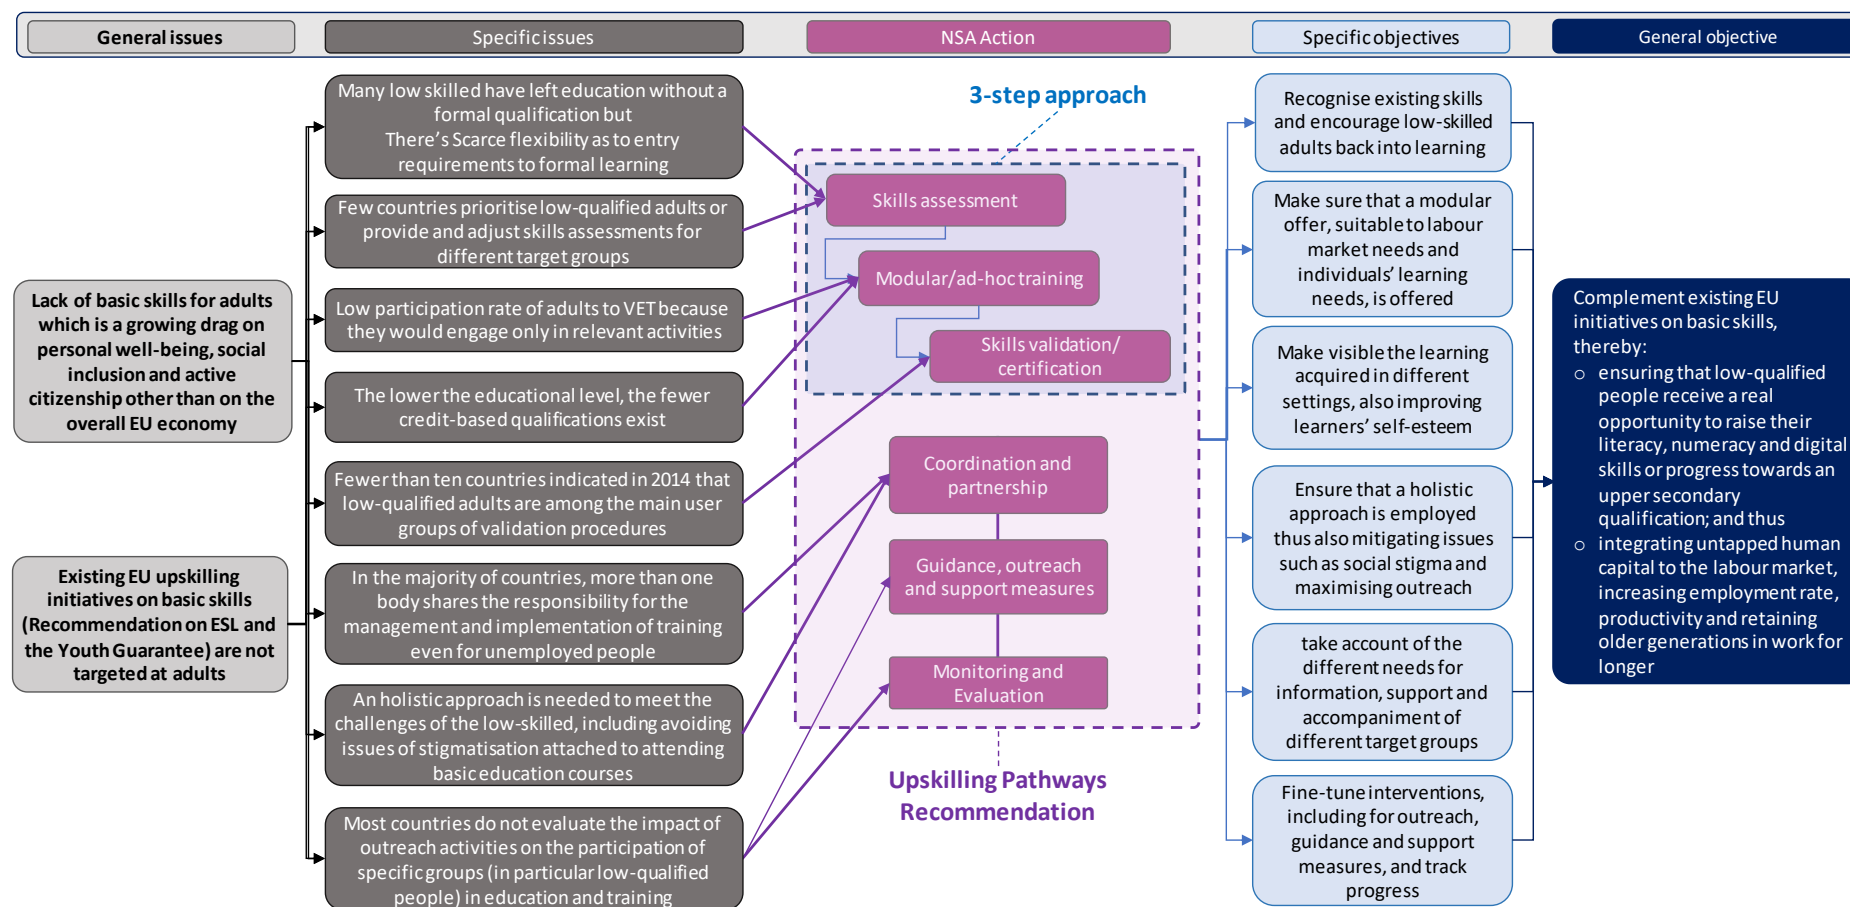 General issues
Specific issues
NSA Action
Specific objectives
General objective
Lack of basic skills for adults
which is a growing drag on
personal well-being, social
inclusion and active
citizenship other than on the
overall EU economy
Existing EU upskilling
initiatives on basic skills
(Recommendation on ESL and
the Youth Guarantee) are not
targeted at adults
Many low skilled have left education without a
formal qualification but
There's Scarce flexibility as to entry
requirements to formal learning
Few countries prioritise low-qualified adults or
provide and adjust skills assessments for
different target groups
Low participation rate of adults to VET because
they would engage only in relevant activities
The lower the educational level, the fewer
credit-based qualifications exist
Fewer than ten countries indicated in 2014 that
low-qualified adults are among the main user
groups of validation procedures
In the majority of countries, more than one
body shares the responsibility for the
management and implementation of training
even for unemployed people
An holistic approach is needed to meet the
challenges of the low-skilled, including avoiding
issues of stigmatisation attached to attending
basic education courses
Most countries do not evaluate the impact of
outreach activities on the participation of
specific groups (in particular low-qualified
people) in education and training
3-step approach
Skills assessment
Modular/ad-hoc training
Skills validation/
certification
Coordination and
partnership
Guidance, outreach
and support measures
Monitoring and
Evaluation
Upskilling Pathways
Recommendation
Recognise existing skills
and encourage low-skilled
adults back into learning
Make sure that a modular
offer, suitable to labour
market needs and
individuals' learning
needs, is offered
Make visible the learning
acquired in different
settings, also improving
learners' self-esteem
Ensure that a holistic
approach is employed
thus also mitigating issues
such as social stigma and
maximising outreach
take account of the
different needs for
information, support and
accompaniment of
different target groups
Fine-tune interventions,
including for outreach,
guidance and support
measures, and track
progress
Complement existing EU
initiatives on basic skills,
thereby:
o ensuring that low-qualified
people receive a real
opportunity to raise their
literacy, numeracy and digital
skills or progress towards an
upper secondary
qualification; and thus
o integrating untapped human
capital to the labour market,
increasing employment rate,
productivity and retaining
older generations in work for
longer